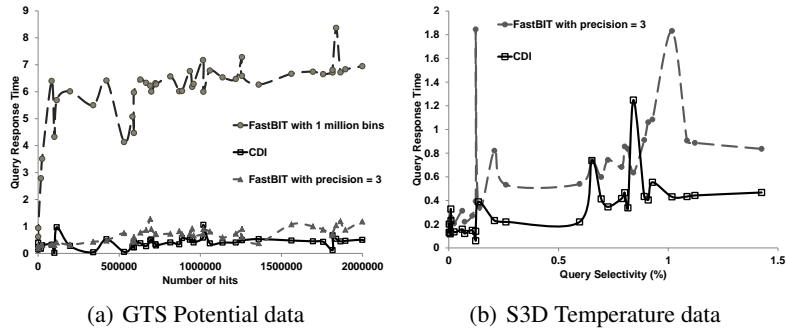 9
8
7
6
5
4
3
2
1
0
Query Response Time
FastBIT with 1 million bins
CDI
FastBIT with precision = 3
0
500000
1000000
1500000
2000000
Number of hits
(a) GTS Potential data
2
1.8
1.6
1.4
1.2
1
0.8
0.6
0.4
0.2
0
Query Response Time
FastBIT with precision = 3
CDI
0
0.5
1
1.5
Query Selectivity (%)
(b) S3D Temperature data